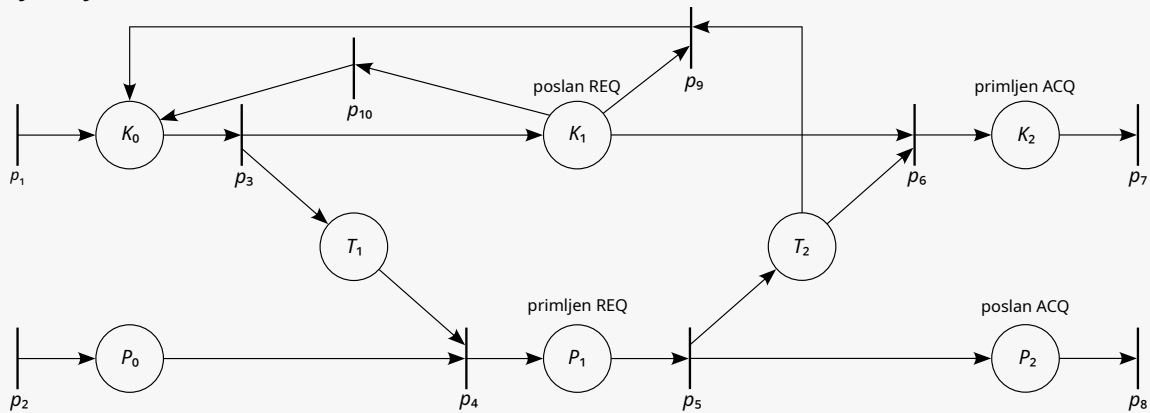 poslan REQ
p₉
primljen ACQ
p₁₀
K₀
K₁
K₂
p₁
p₃
p₆
p₇
T₁
T₂
primljen REQ
poslan ACQ
P₀
P₁
P₂
p₂
p₄
p₅
p₈